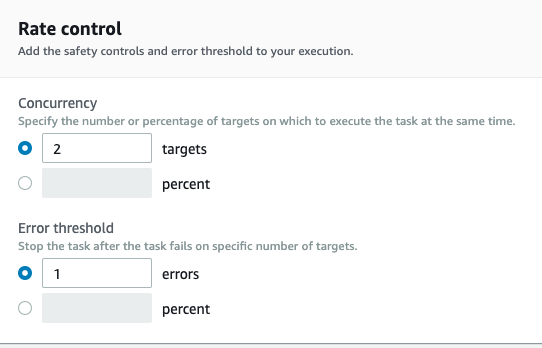 Rate control
Add the safety controls and error threshold to your execution.
Concurrency
Specify the number or percentage of targets on which to execute the task at the same time.
2 targets
percent
Error threshold
Stop the task after the task fails on specific number of targets.
1 errors
percent